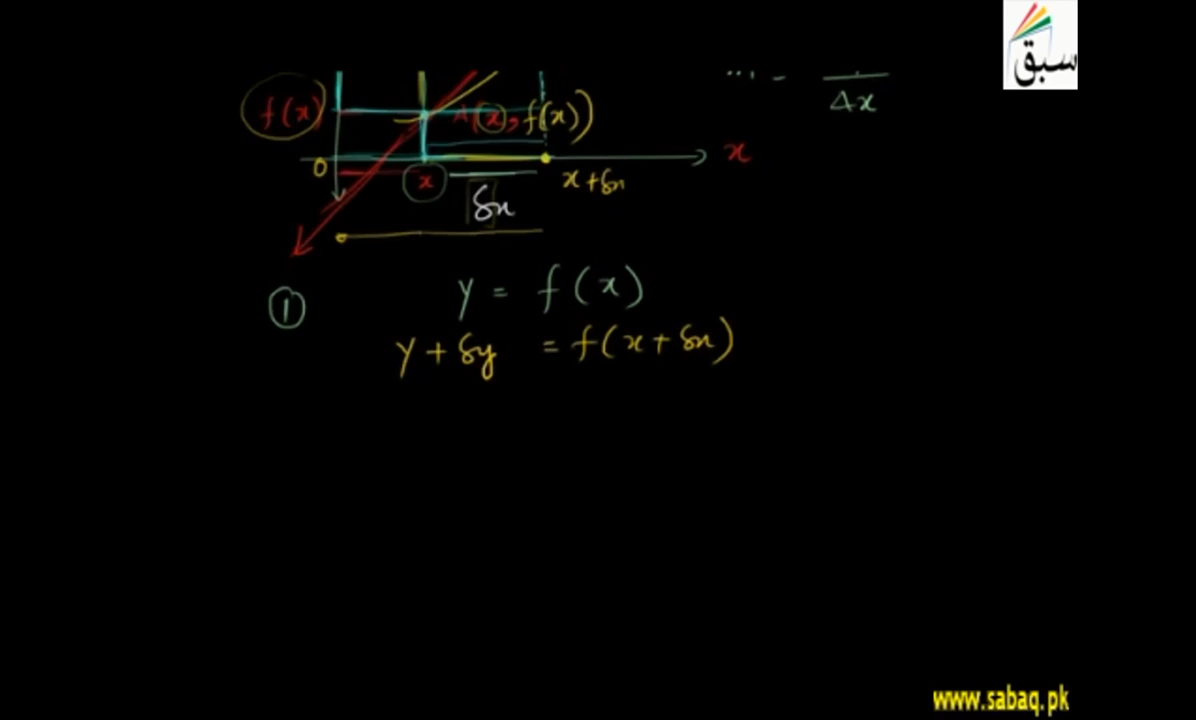 سبق
Δx
f(x)
A(x, f(x))
x
0
x
x+δx
δx
① y = f(x)
y + δy = f(x + δx)
www.sabaq.pk